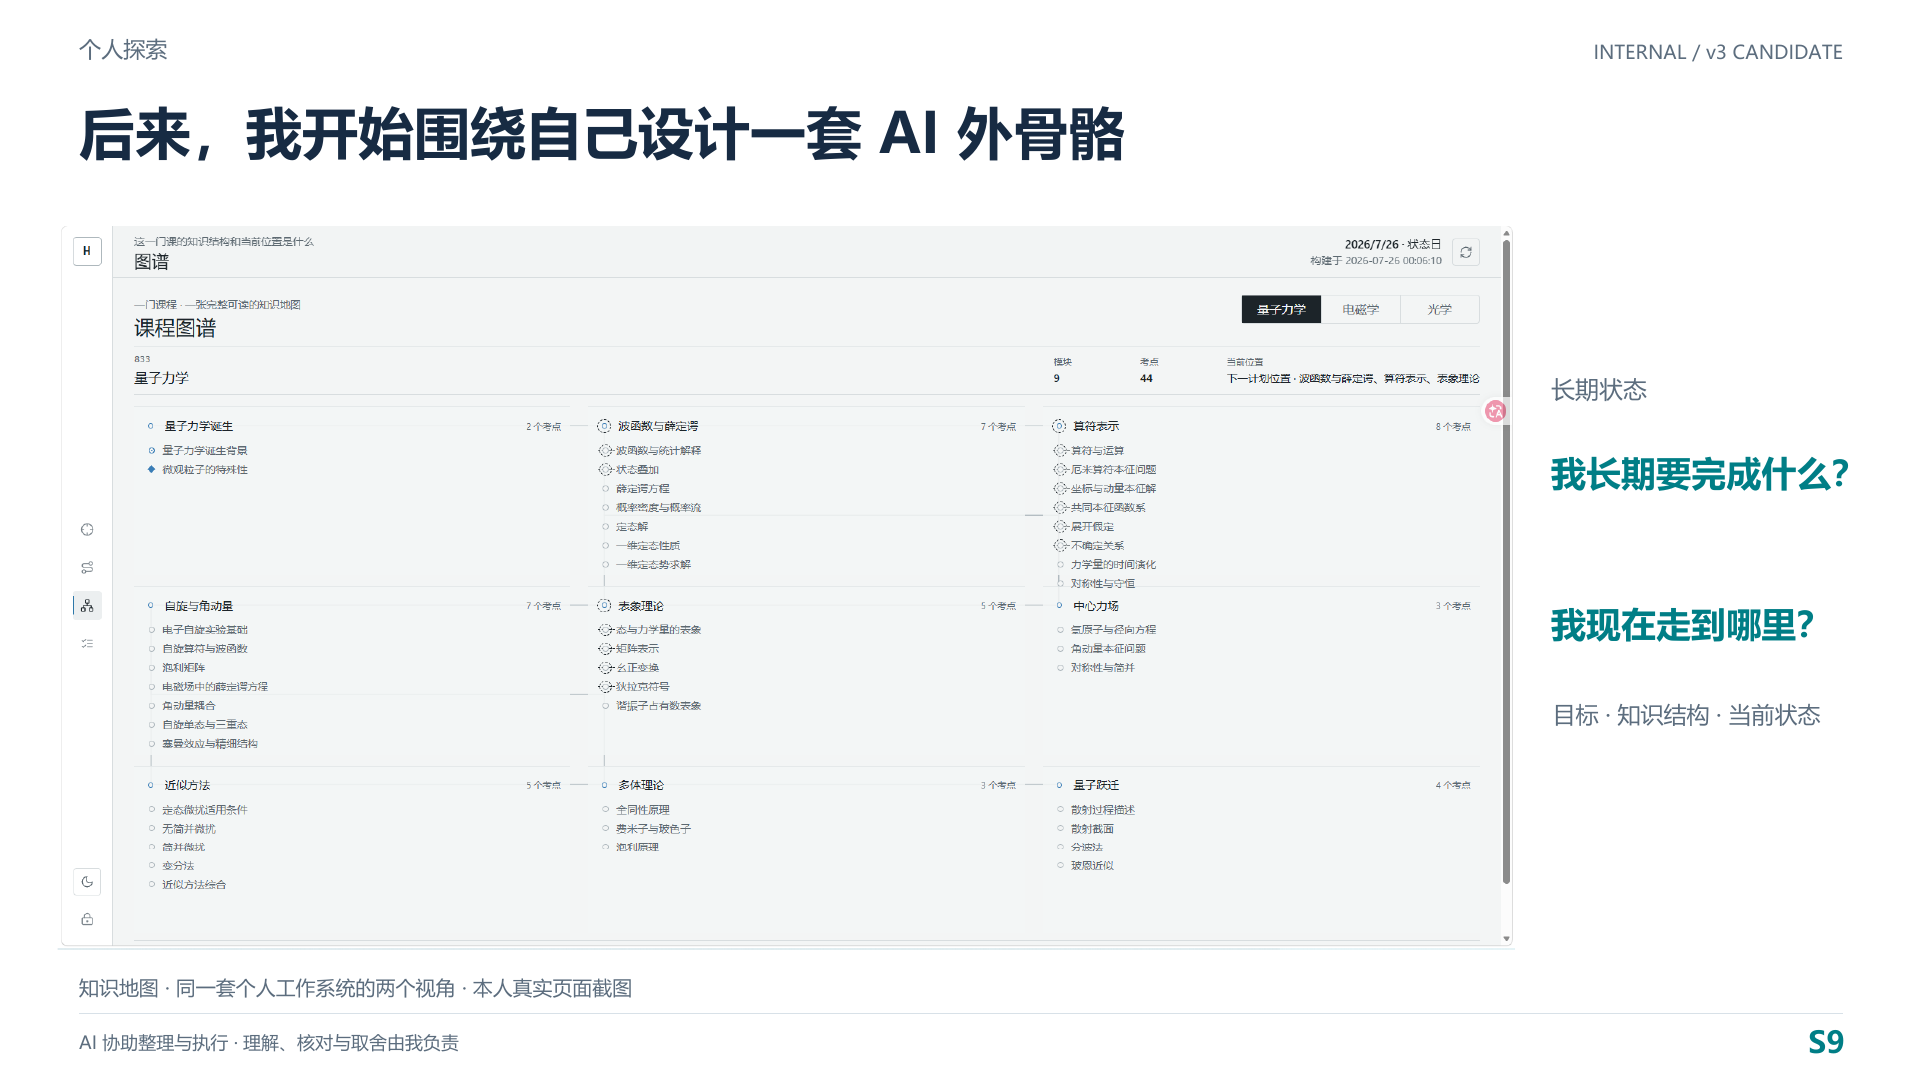 个人探索
INTERNAL / v3 CANDIDATE
后来，我开始围绕自己设计一套 AI 外骨骼
H
这一门课的知识结构和当前位置是什么
图谱
2026/7/26 · 状态日
构建于 2026-07-26 00:06:10
一门课程 · 一张完整可读的知识地图
课程图谱
量子力学
电磁学
光学
833
量子力学
模块
9
考点
44
当前位置
下一计划位置 · 波函数与薛定谔、算符表示、表象理论
量子力学诞生
2 个考点
量子力学诞生背景
微观粒子的特殊性
波函数与薛定谔
7 个考点
波函数与统计解释
状态叠加
薛定谔方程
概率密度与概率流
定态解
一维定态性质
一维定态势求解
算符表示
8 个考点
算符与运算
厄米算符本征问题
坐标与动量本征解
共同本征函数系
展开假定
不确定关系
力学量的时间演化
对称性与守恒
自旋与角动量
7 个考点
电子自旋实验基础
自旋算符与波函数
泡利矩阵
电磁场中的薛定谔方程
角动量耦合
自旋单态与三重态
塞曼效应与精细结构
表象理论
5 个考点
态与力学量的表象
矩阵表示
幺正变换
狄拉克符号
谐振子占有数表象
中心力场
3 个考点
氢原子与径向方程
角动量本征问题
对称性与简并
近似方法
5 个考点
定态微扰适用条件
无简并微扰
简并微扰
变分法
近似方法综合
多体理论
3 个考点
全同性原理
费米子与玻色子
泡利原理
量子跃迁
4 个考点
散射过程描述
散射截面
分波法
玻恩近似
长期状态
我长期要完成什么？
我现在走到哪里？
目标 · 知识结构 · 当前状态
知识地图 · 同一套个人工作系统的两个视角 · 本人真实页面截图
AI 协助整理与执行 · 理解、核对与取舍由我负责
S9